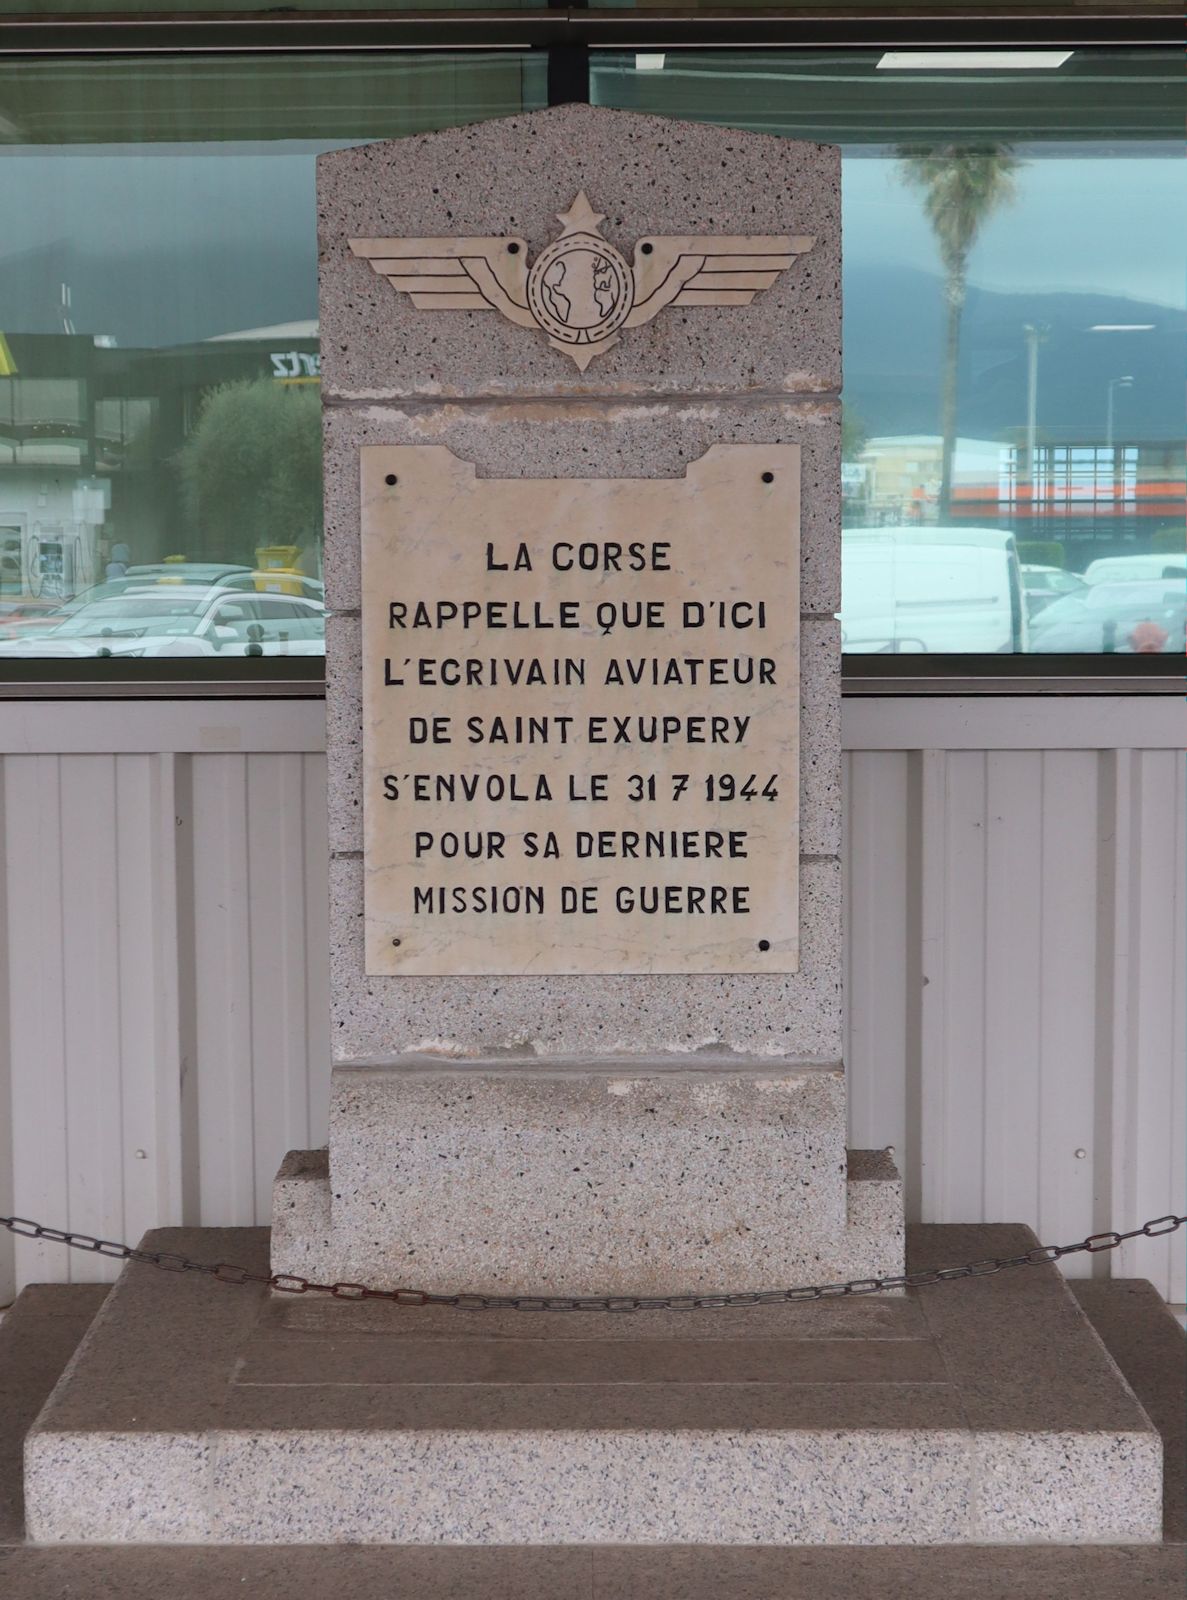 LA CORSE
RAPPELLE QUE D'ICI
L'ECRIVAIN AVIATEUR
DE SAINT EXUPERY
S'ENVOLA LE 31 7 1944
POUR SA DERNIERE
MISSION DE GUERRE
Hertz